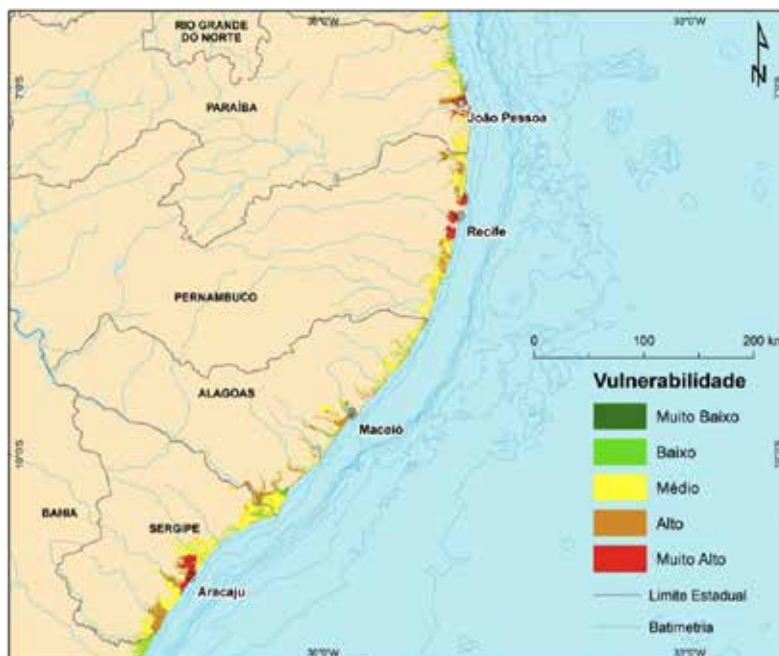 RIO GRANDE
DO NORTE
PARAÍBA
João Pessoa
Recife
PERNAMBUCO
0 100 200 km
ALAGOAS
Maceió
BAHIA
SERGIPE
Aracaju
Vulnerabilidade
Muito Baixo
Baixo
Médio
Alto
Muito Alto
Limite Estadual
Batimetria